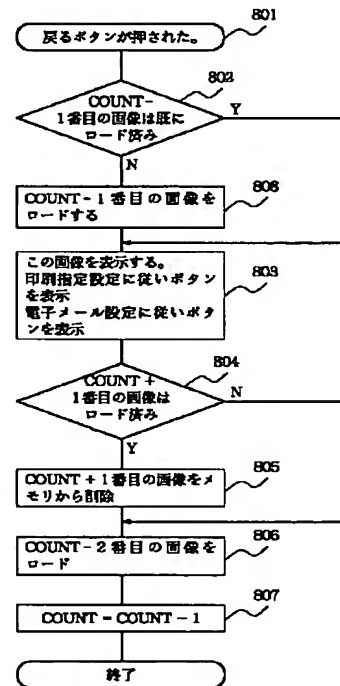 801
戻るボタンが押された。
802
COUNT-
1番目の画像は既に
ロード済み
Y
N
808
COUNT-1番目の画像を
ロードする
この画像を表示する。
印刷指定設定に従いボタン
を表示
電子メール設定に従いボタ
ンを表示
803
804
COUNT+
1番目の画像は
ロード済み
N
Y
805
COUNT+1番目の画像をメ
モリから削除
806
COUNT-2番目の画像を
ロード
807
COUNT=COUNT-1
終了